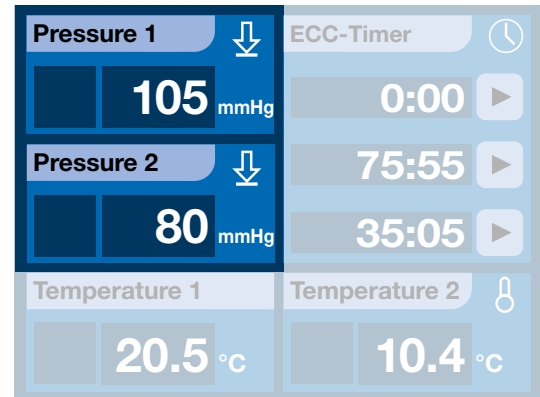 Pressure 1
105 mmHg
Pressure 2
80 mmHg
ECC-Timer
0:00
75:55
35:05
Temperature 1
20.5 °C
Temperature 2
10.4 °C